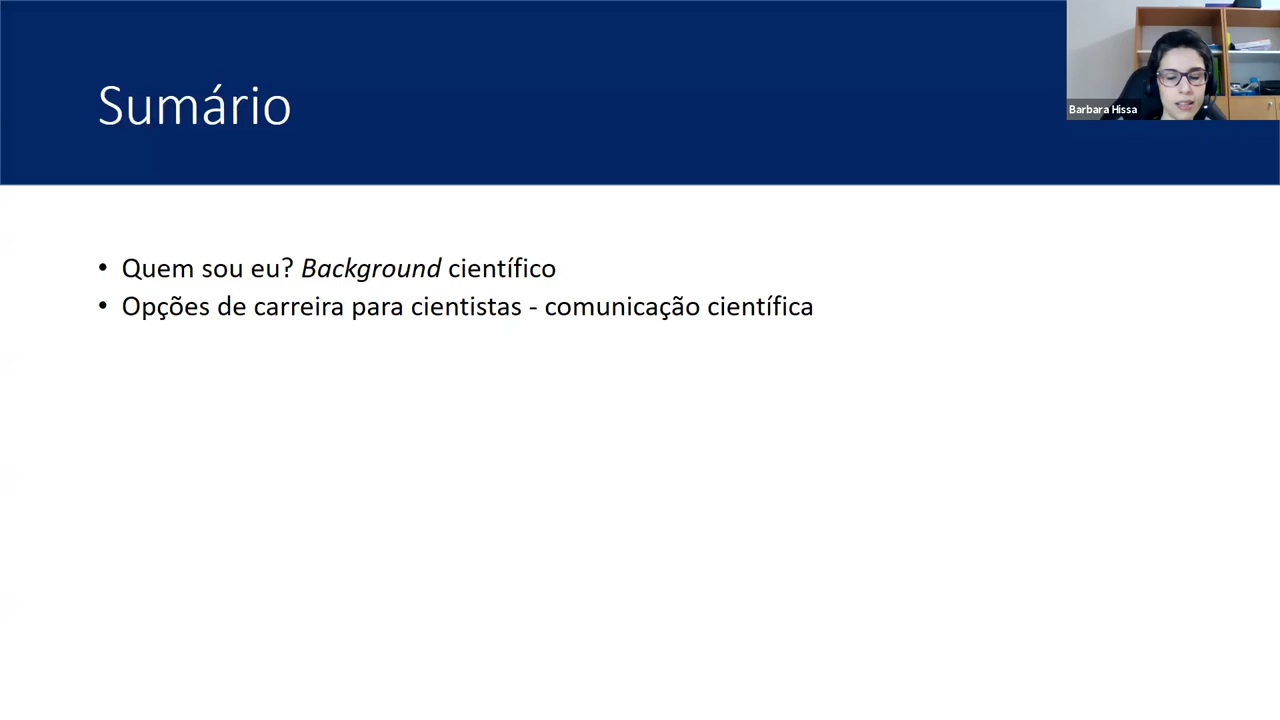 Sumário
Barbara Hissa
• Quem sou eu? Background científico
• Opções de carreira para cientistas - comunicação científica